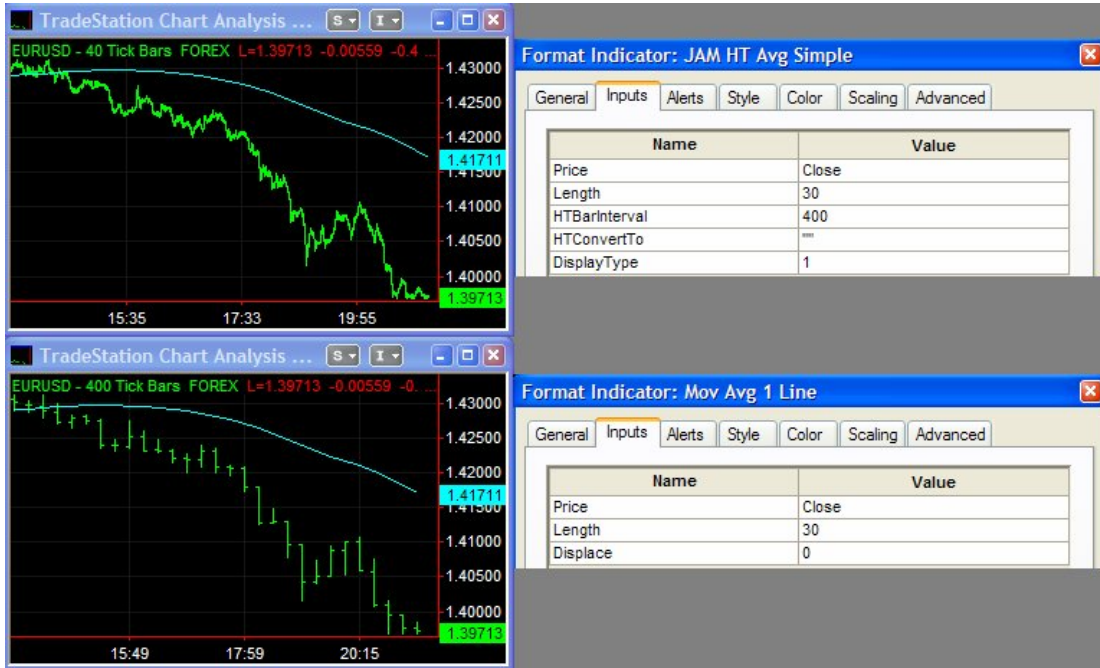 TradeStation Chart Analysis ...
S
I
EURUSD - 40 Tick Bars FOREX L=1.39713 -0.00559 -0.4 ...
1.43000
1.42500
1.42000
1.41711
1.41500
1.41000
1.40500
1.40000
1.39713
15:35 17:33 19:55
Format Indicator: JAM HT Avg Simple
General Inputs Alerts Style Color Scaling Advanced
Name Value
Price Close
Length 30
HTBarInterval 400
HTConvertTo ""
DisplayType 1
TradeStation Chart Analysis ...
S
I
EURUSD - 400 Tick Bars FOREX L=1.39713 -0.00559 -0. ...
1.43000
1.42500
1.42000
1.41711
1.41500
1.41000
1.40500
1.40000
1.39713
15:49 17:59 20:15
Format Indicator: Mov Avg 1 Line
General Inputs Alerts Style Color Scaling Advanced
Name Value
Price Close
Length 30
Displace 0